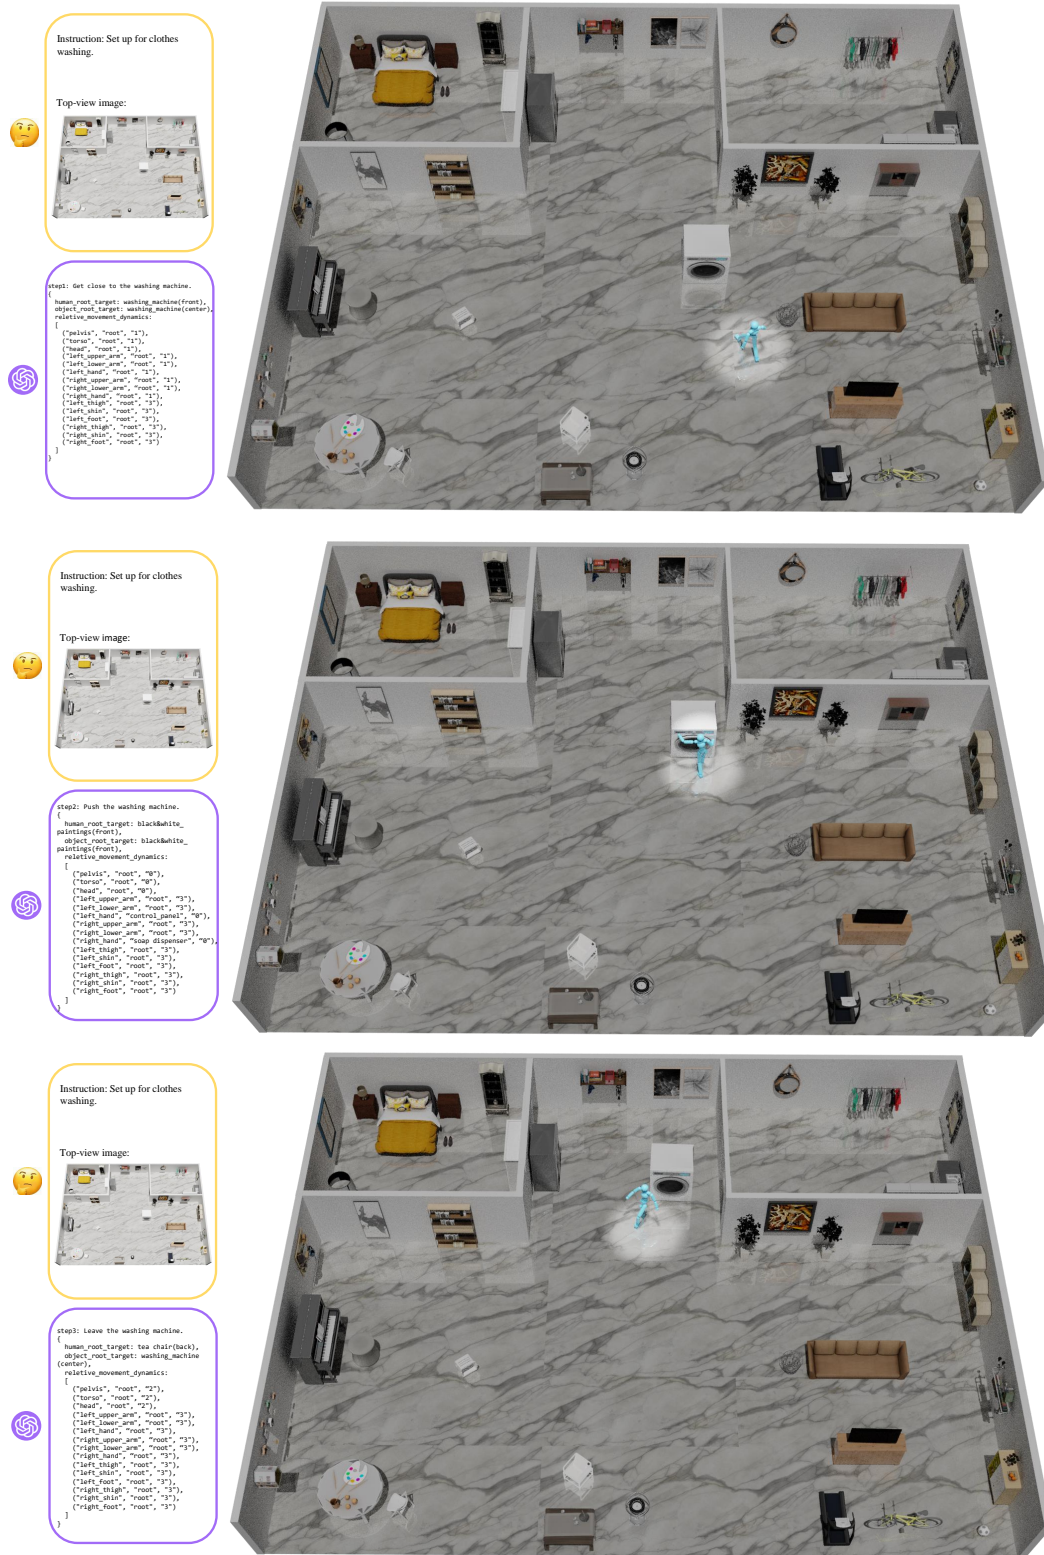 Instruction: Set up for clothes
washing.
Top-view image:
step1: Get close to the washing machine.
{
human_root_target: washing_machine(front),
object_root_target: washing_machine(center),
reletive_movement_dynamics:
[
("pelvis", "root", "1"),
("torso", "root", "1"),
("head", "root", "1"),
("left_upper_arm", "root", "1"),
("left_lower_arm", "root", "1"),
("left_hand", "root", "1"),
("right_upper_arm", "root", "1"),
("right_lower_arm", "root", "1"),
("right_hand", "root", "1"),
("left_thigh", "root", "3"),
("left_shin", "root", "3"),
("left_foot", "root", "3"),
("right_thigh", "root", "3"),
("right_shin", "root", "3"),
("right_foot", "root", "3")
]
}
Instruction: Set up for clothes
washing.
Top-view image:
step2: Push the washing machine.
{
human_root_target: black&white_
paintings(front),
object_root_target: black&white_
paintings(front),
reletive_movement_dynamics:
[
("pelvis", "root", "0"),
("torso", "root", "0"),
("head", "root", "0"),
("left_upper_arm", "root", "3"),
("left_lower_arm", "root", "3"),
("left_hand", "control_panel", "0"),
("right_upper_arm", "root", "3"),
("right_lower_arm", "root", "3"),
("right_hand", "soap dispenser", "0"),
("left_thigh", "root", "3"),
("left_shin", "root", "3"),
("left_foot", "root", "3"),
("right_thigh", "root", "3"),
("right_shin", "root", "3"),
("right_foot", "root", "3")
]
}
Instruction: Set up for clothes
washing.
Top-view image:
step3: Leave the washing machine.
{
human_root_target: tea chair(back),
object_root_target: washing_machine
(center),
reletive_movement_dynamics:
[
("pelvis", "root", "2"),
("torso", "root", "2"),
("head", "root", "2"),
("left_upper_arm", "root", "3"),
("left_lower_arm", "root", "3"),
("left_hand", "root", "3"),
("right_upper_arm", "root", "3"),
("right_lower_arm", "root", "3"),
("right_hand", "root", "3"),
("left_thigh", "root", "3"),
("left_shin", "root", "3"),
("left_foot", "root", "3"),
("right_thigh", "root", "3"),
("right_shin", "root", "3"),
("right_foot", "root", "3")
]
}